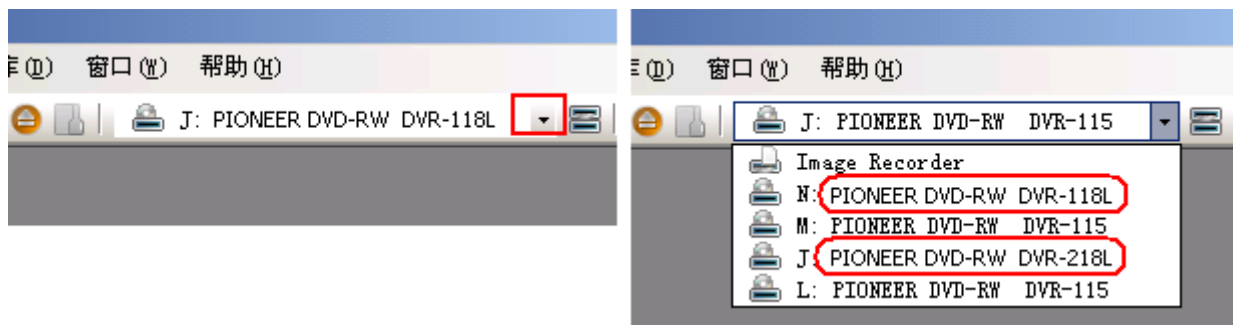 库(D) 窗口(W) 帮助(H)
J: PIONEER DVD-RW DVR-118L
库(D) 窗口(W) 帮助(H)
J: PIONEER DVD-RW DVR-115
Image Recorder
N: PIONEER DVD-RW DVR-118L
M: PIONEER DVD-RW DVR-115
J: PIONEER DVD-RW DVR-218L
L: PIONEER DVD-RW DVR-115